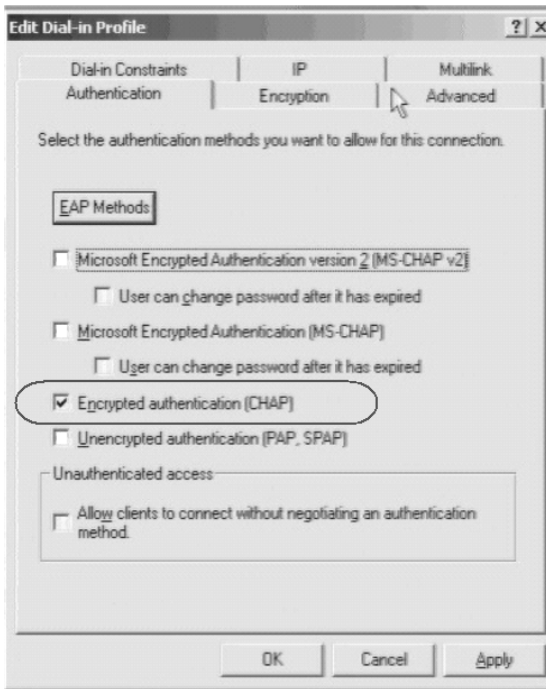 Edit Dial-in Profile
Dial-in Constraints IP Multilink
Authentication Encryption Advanced
Select the authentication methods you want to allow for this connection.
EAP Methods
Microsoft Encrypted Authentication version 2 (MS-CHAP v2)
User can change password after it has expired
Microsoft Encrypted Authentication (MS-CHAP)
User can change password after it has expired
Encrypted authentication (CHAP)
Unencrypted authentication (PAP, SPAP)
Unauthenticated access
Allow clients to connect without negotiating an authentication
method.
OK Cancel Apply